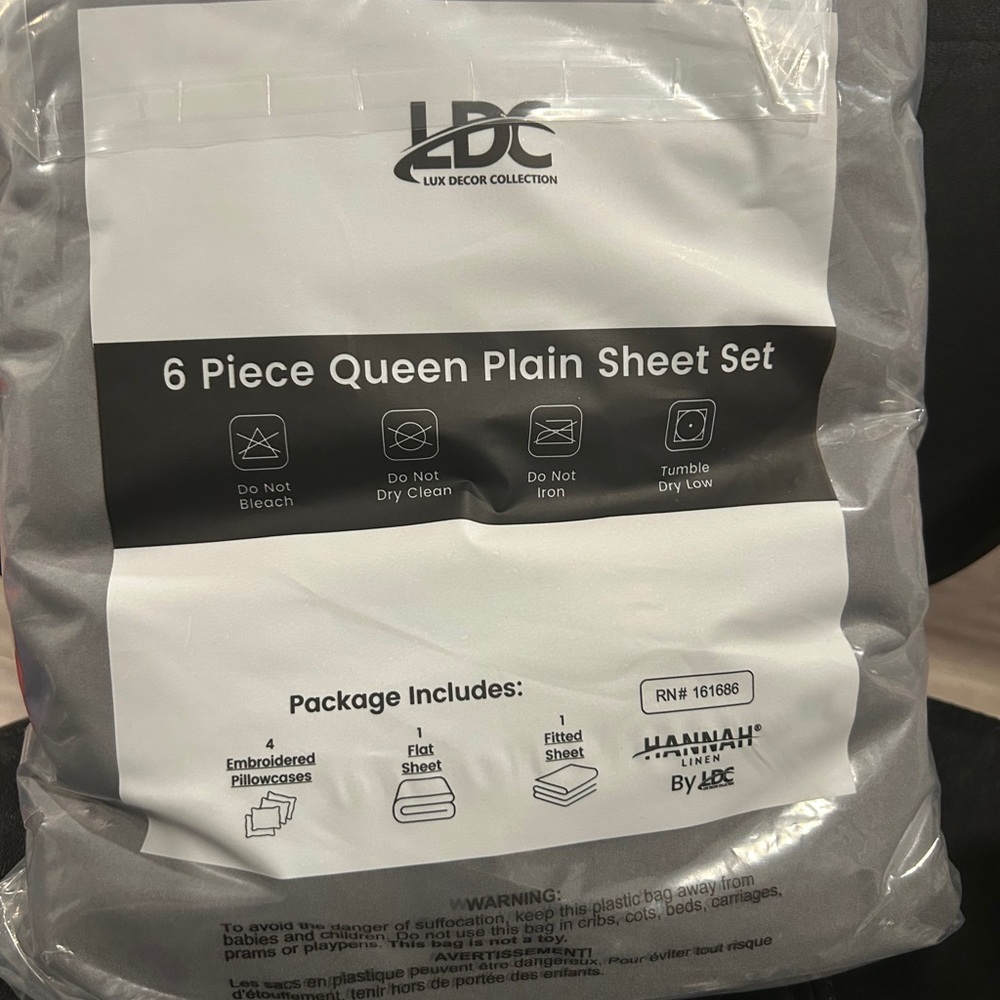 LDC
LUX DECOR COLLECTION
6 Piece Queen Plain Sheet Set
Do Not
Bleach
Do Not
Dry Clean
Do Not
Iron
Tumble
Dry Low
Package Includes:
4
Embroidered
Pillowcases
1
Flat
Sheet
1
Fitted
Sheet
RN# 161686
HANNAH®
LINEN
By LDC
WARNING:
To avoid the danger of suffocation, keep this plastic bag away from
babies and children. Do not use this bag in cribs, cots, beds, carriages,
prams or playpens. This bag is not a toy.
AVERTISSEMENT!
Les sacs en plastique peuvent être dangereux. Pour éviter tout risque
d'étouffement, tenir hors de portée des enfants.